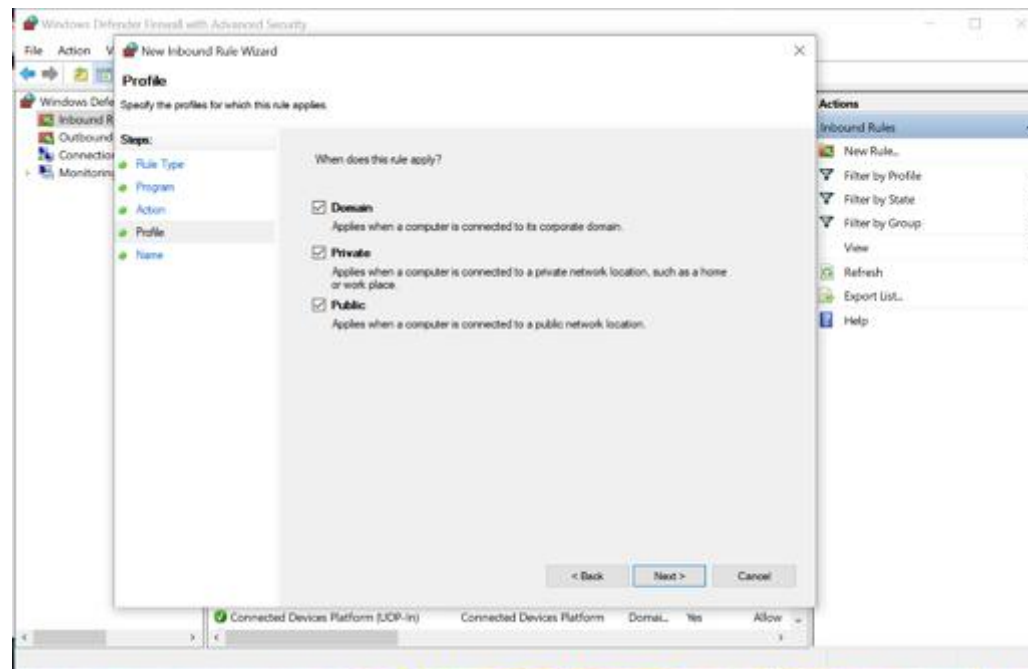 Windows Defender Firewall with Advanced Security
File Action V
New Inbound Rule Wizard
Profile
Specify the profiles for which this rule applies.
Windows Defe
Inbound R
Outbound
Connection
Monitoring
Steps:
Rule Type
Program
Action
Profile
Name
When does this rule apply?
Domain
Applies when a computer is connected to its corporate domain.
Private
Applies when a computer is connected to a private network location, such as a home
or work place.
Public
Applies when a computer is connected to a public network location.
< Back Next > Cancel
Actions
Inbound Rules
New Rule...
Filter by Profile
Filter by State
Filter by Group
View
Refresh
Export List...
Help
Connected Devices Platform (UDP-In) Connected Devices Platform Domai... Yes Allow